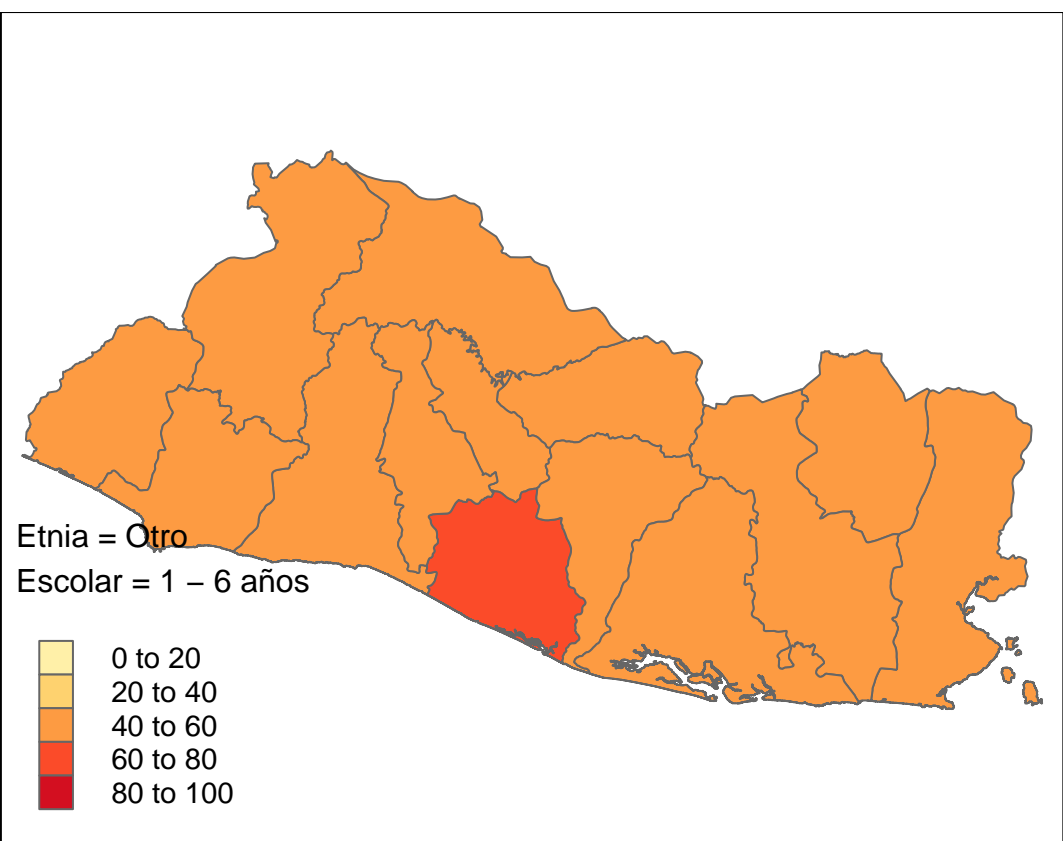 Etnia = Otro
Escolar = 1 − 6 años
0 to 20
20 to 40
40 to 60
60 to 80
80 to 100